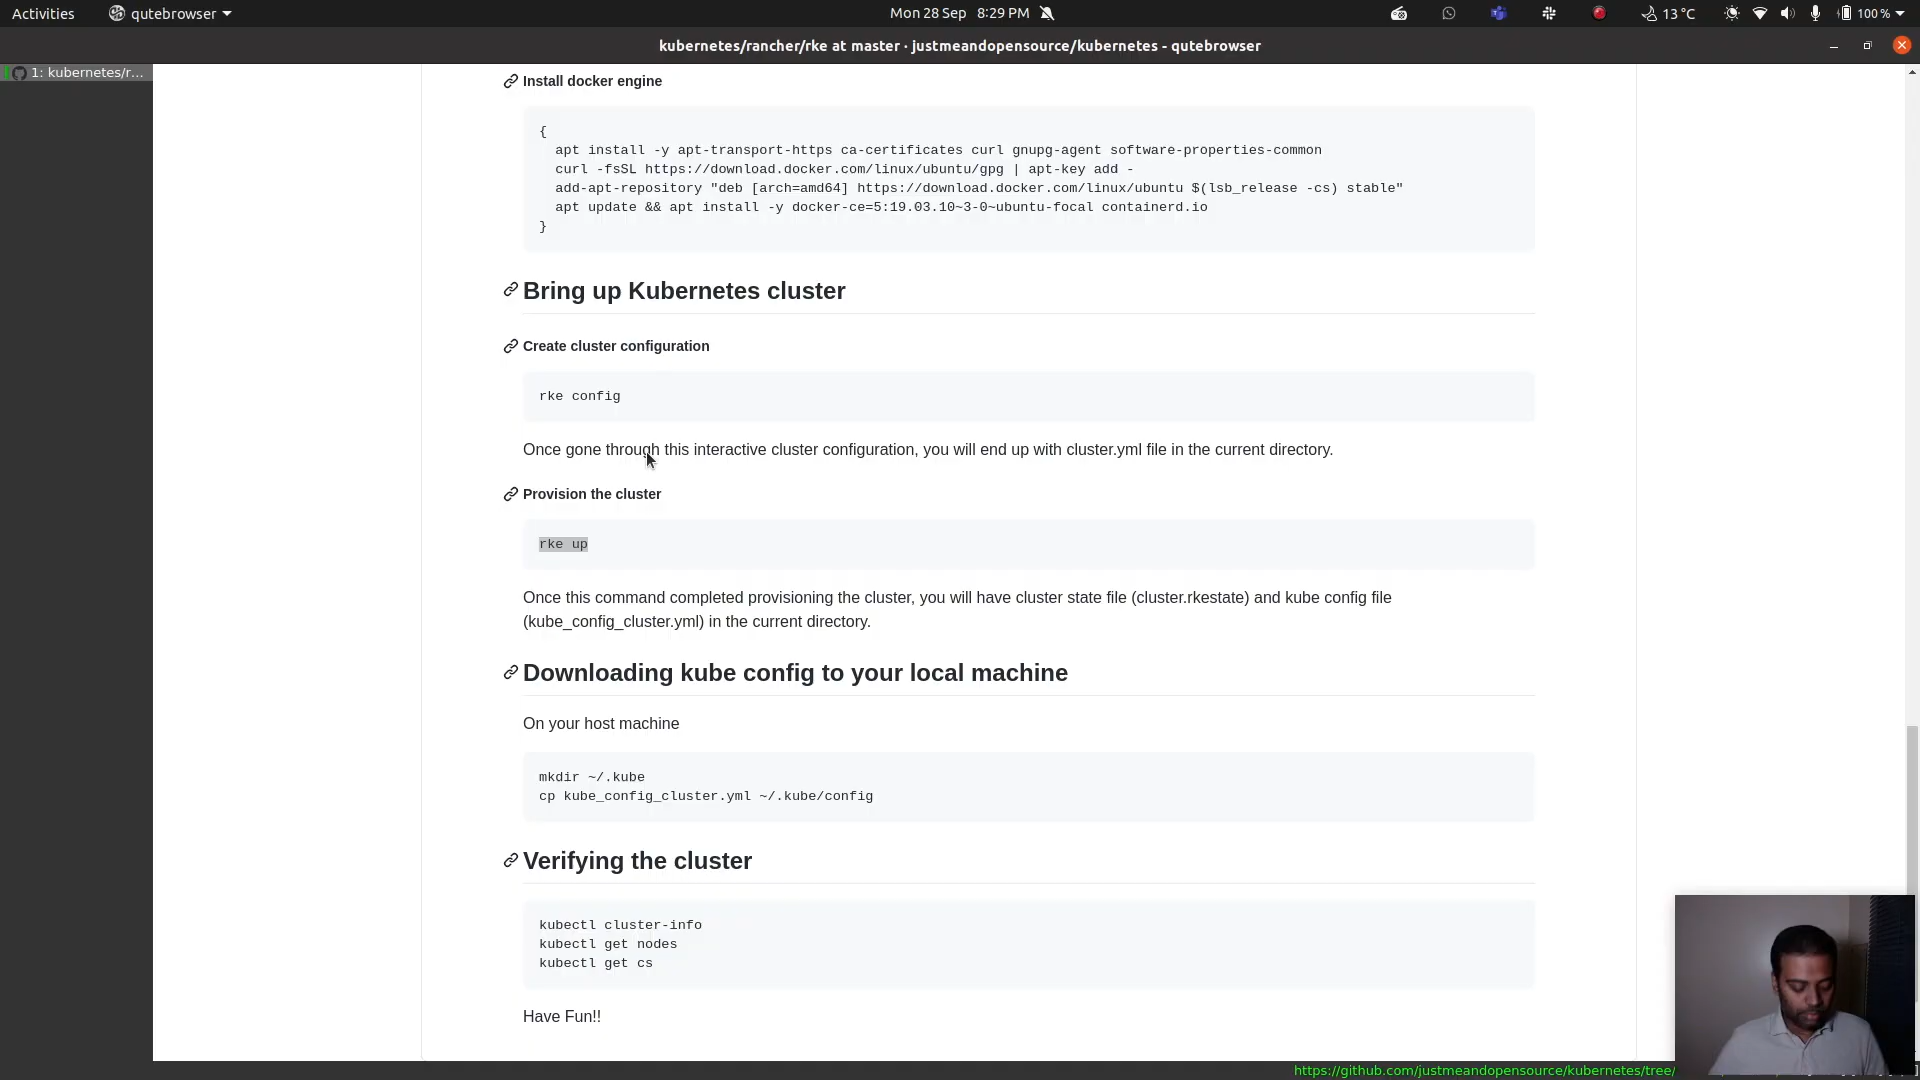 Activities
qutebrowser
Mon 28 Sep 8:29 PM
13 °C
100 %
kubernetes/rancher/rke at master · justmeandopensource/kubernetes - qutebrowser
1: kubernetes/r...
Install docker engine
{
apt install -y apt-transport-https ca-certificates curl gnupg-agent software-properties-common
curl -fsSL https://download.docker.com/linux/ubuntu/gpg | apt-key add -
add-apt-repository "deb [arch=amd64] https://download.docker.com/linux/ubuntu $(lsb_release -cs) stable"
apt update && apt install -y docker-ce=5:19.03.10~3-0~ubuntu-focal containerd.io
}
Bring up Kubernetes cluster
Create cluster configuration
rke config
Once gone through this interactive cluster configuration, you will end up with cluster.yml file in the current directory.
Provision the cluster
rke up
Once this command completed provisioning the cluster, you will have cluster state file (cluster.rkestate) and kube config file
(kube_config_cluster.yml) in the current directory.
Downloading kube config to your local machine
On your host machine
mkdir ~/.kube
cp kube_config_cluster.yml ~/.kube/config
Verifying the cluster
kubectl cluster-info
kubectl get nodes
kubectl get cs
Have Fun!!
https://github.com/justmeandopensource/kubernetes/tree/